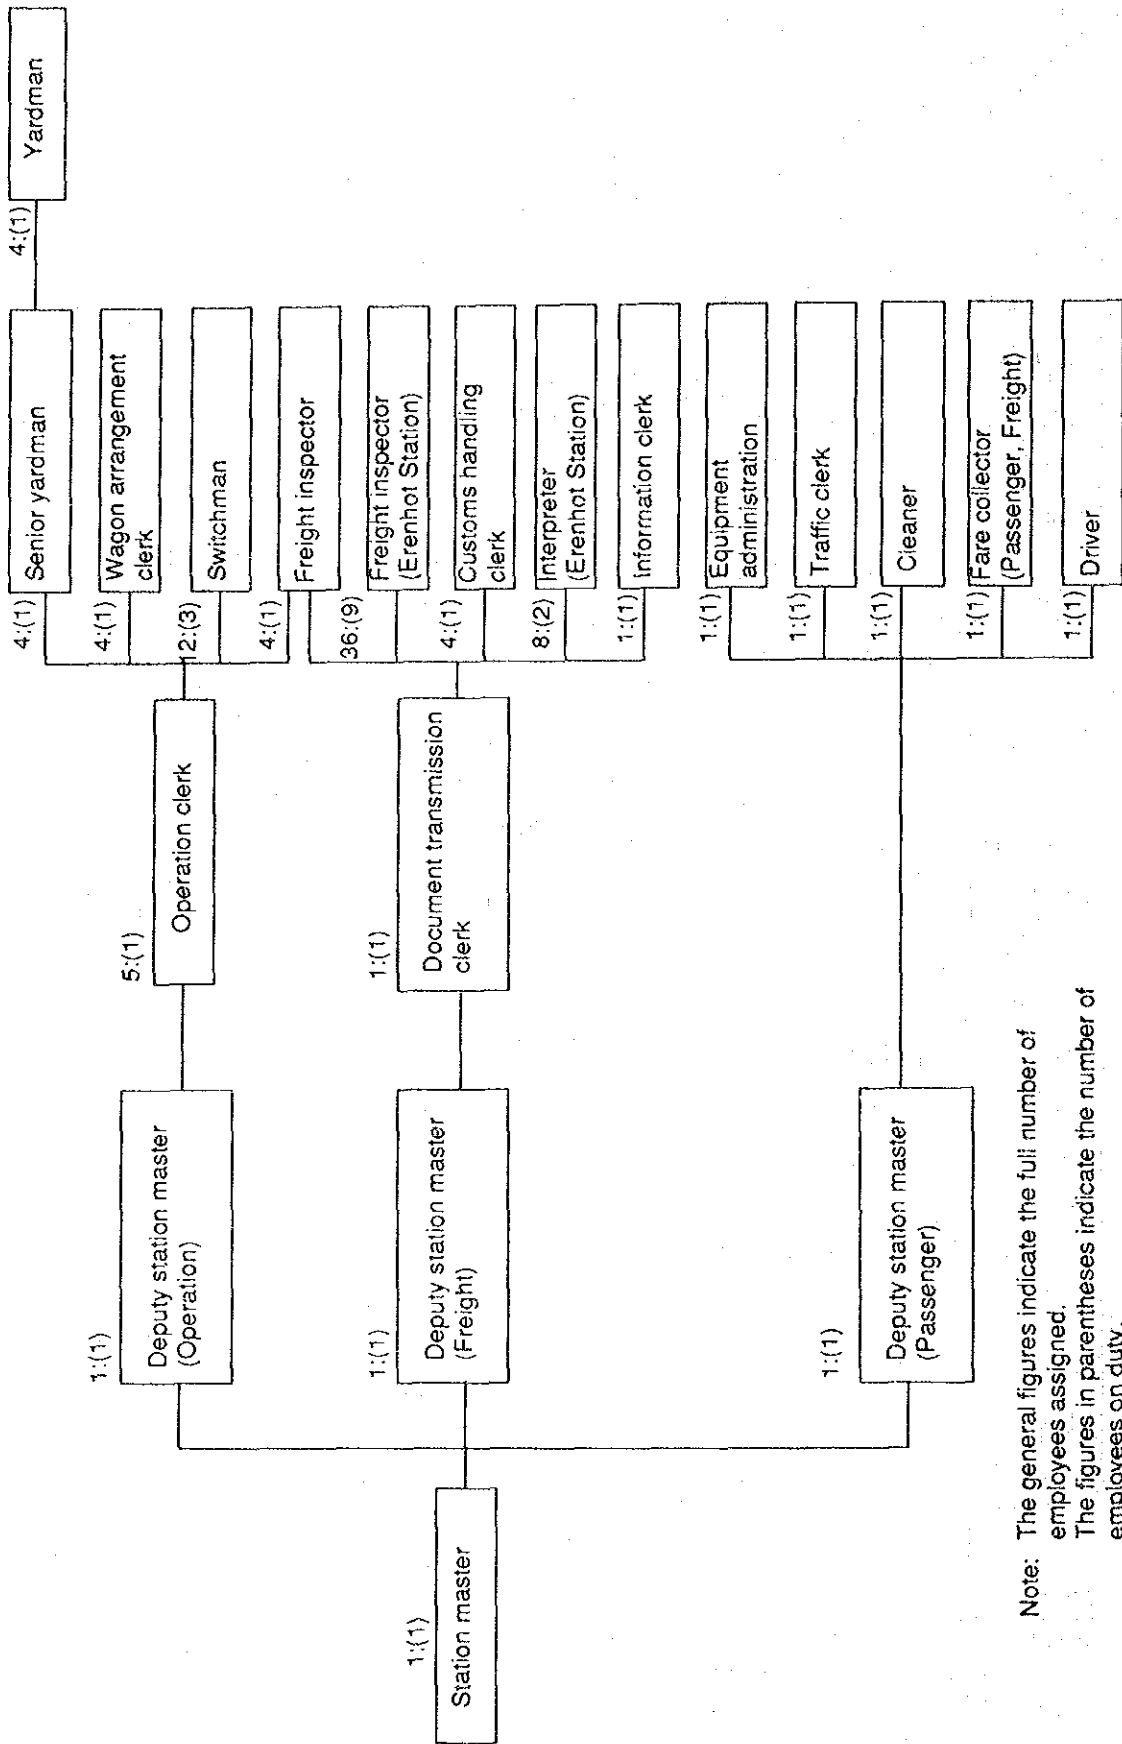 1:(1)
Station master
1:(1)
Deputy station master
(Operation)
1:(1)
Deputy station master
(Freight)
1:(1)
Deputy station master
(Passenger)
5:(1)
Operation clerk
1:(1)
Document transmission
clerk
4:(1)
Senior yardman
4:(1)
Wagon arrangement
clerk
12:(3)
Switchman
4:(1)
Freight inspector
36:(9)
Freight inspector
(Erenhot Station)
4:(1)
Customs handling
clerk
8:(2)
Interpreter
(Erenhot Station)
1:(1)
Information clerk
1:(1)
Equipment
administration
1:(1)
Traffic clerk
1:(1)
Cleaner
1:(1)
Fare collector
(Passenger, Freight)
1:(1)
Driver
4:(1)
Yardman
Note: The general figures indicate the full number of
employees assigned.
The figures in parentheses indicate the number of
employees on duty.